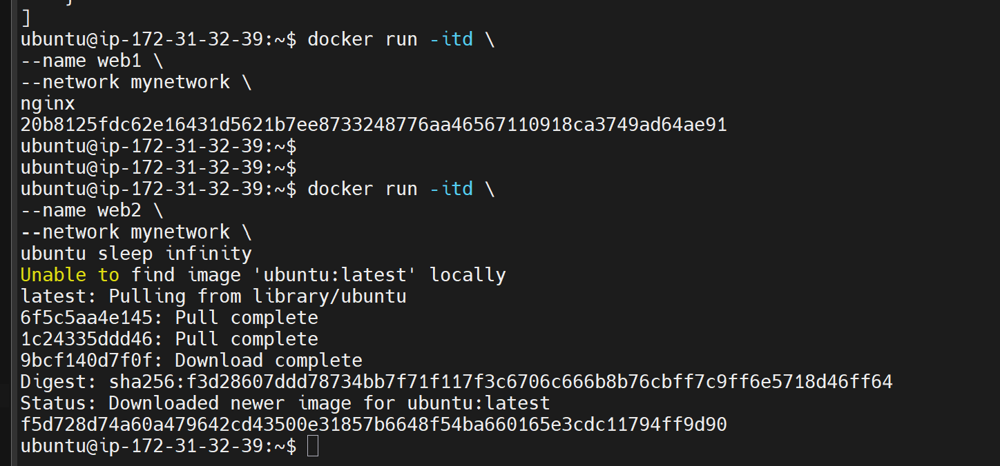 ]
ubuntu@ip-172-31-32-39:~$ docker run -itd \
--name web1 \
--network mynetwork \
nginx
20b8125fdc62e16431d5621b7ee8733248776aa46567110918ca3749ad64ae91
ubuntu@ip-172-31-32-39:~$
ubuntu@ip-172-31-32-39:~$
ubuntu@ip-172-31-32-39:~$ docker run -itd \
--name web2 \
--network mynetwork \
ubuntu sleep infinity
Unable to find image 'ubuntu:latest' locally
latest: Pulling from library/ubuntu
6f5c5aa4e145: Pull complete
1c24335ddd46: Pull complete
9bcf140d7f0f: Download complete
Digest: sha256:f3d28607ddd78734bb7f71f117f3c6706c666b8b76cbff7c9ff6e5718d46ff64
Status: Downloaded newer image for ubuntu:latest
f5d728d74a60a479642cd43500e31857b6648f54ba660165e3cdc11794ff9d90
ubuntu@ip-172-31-32-39:~$